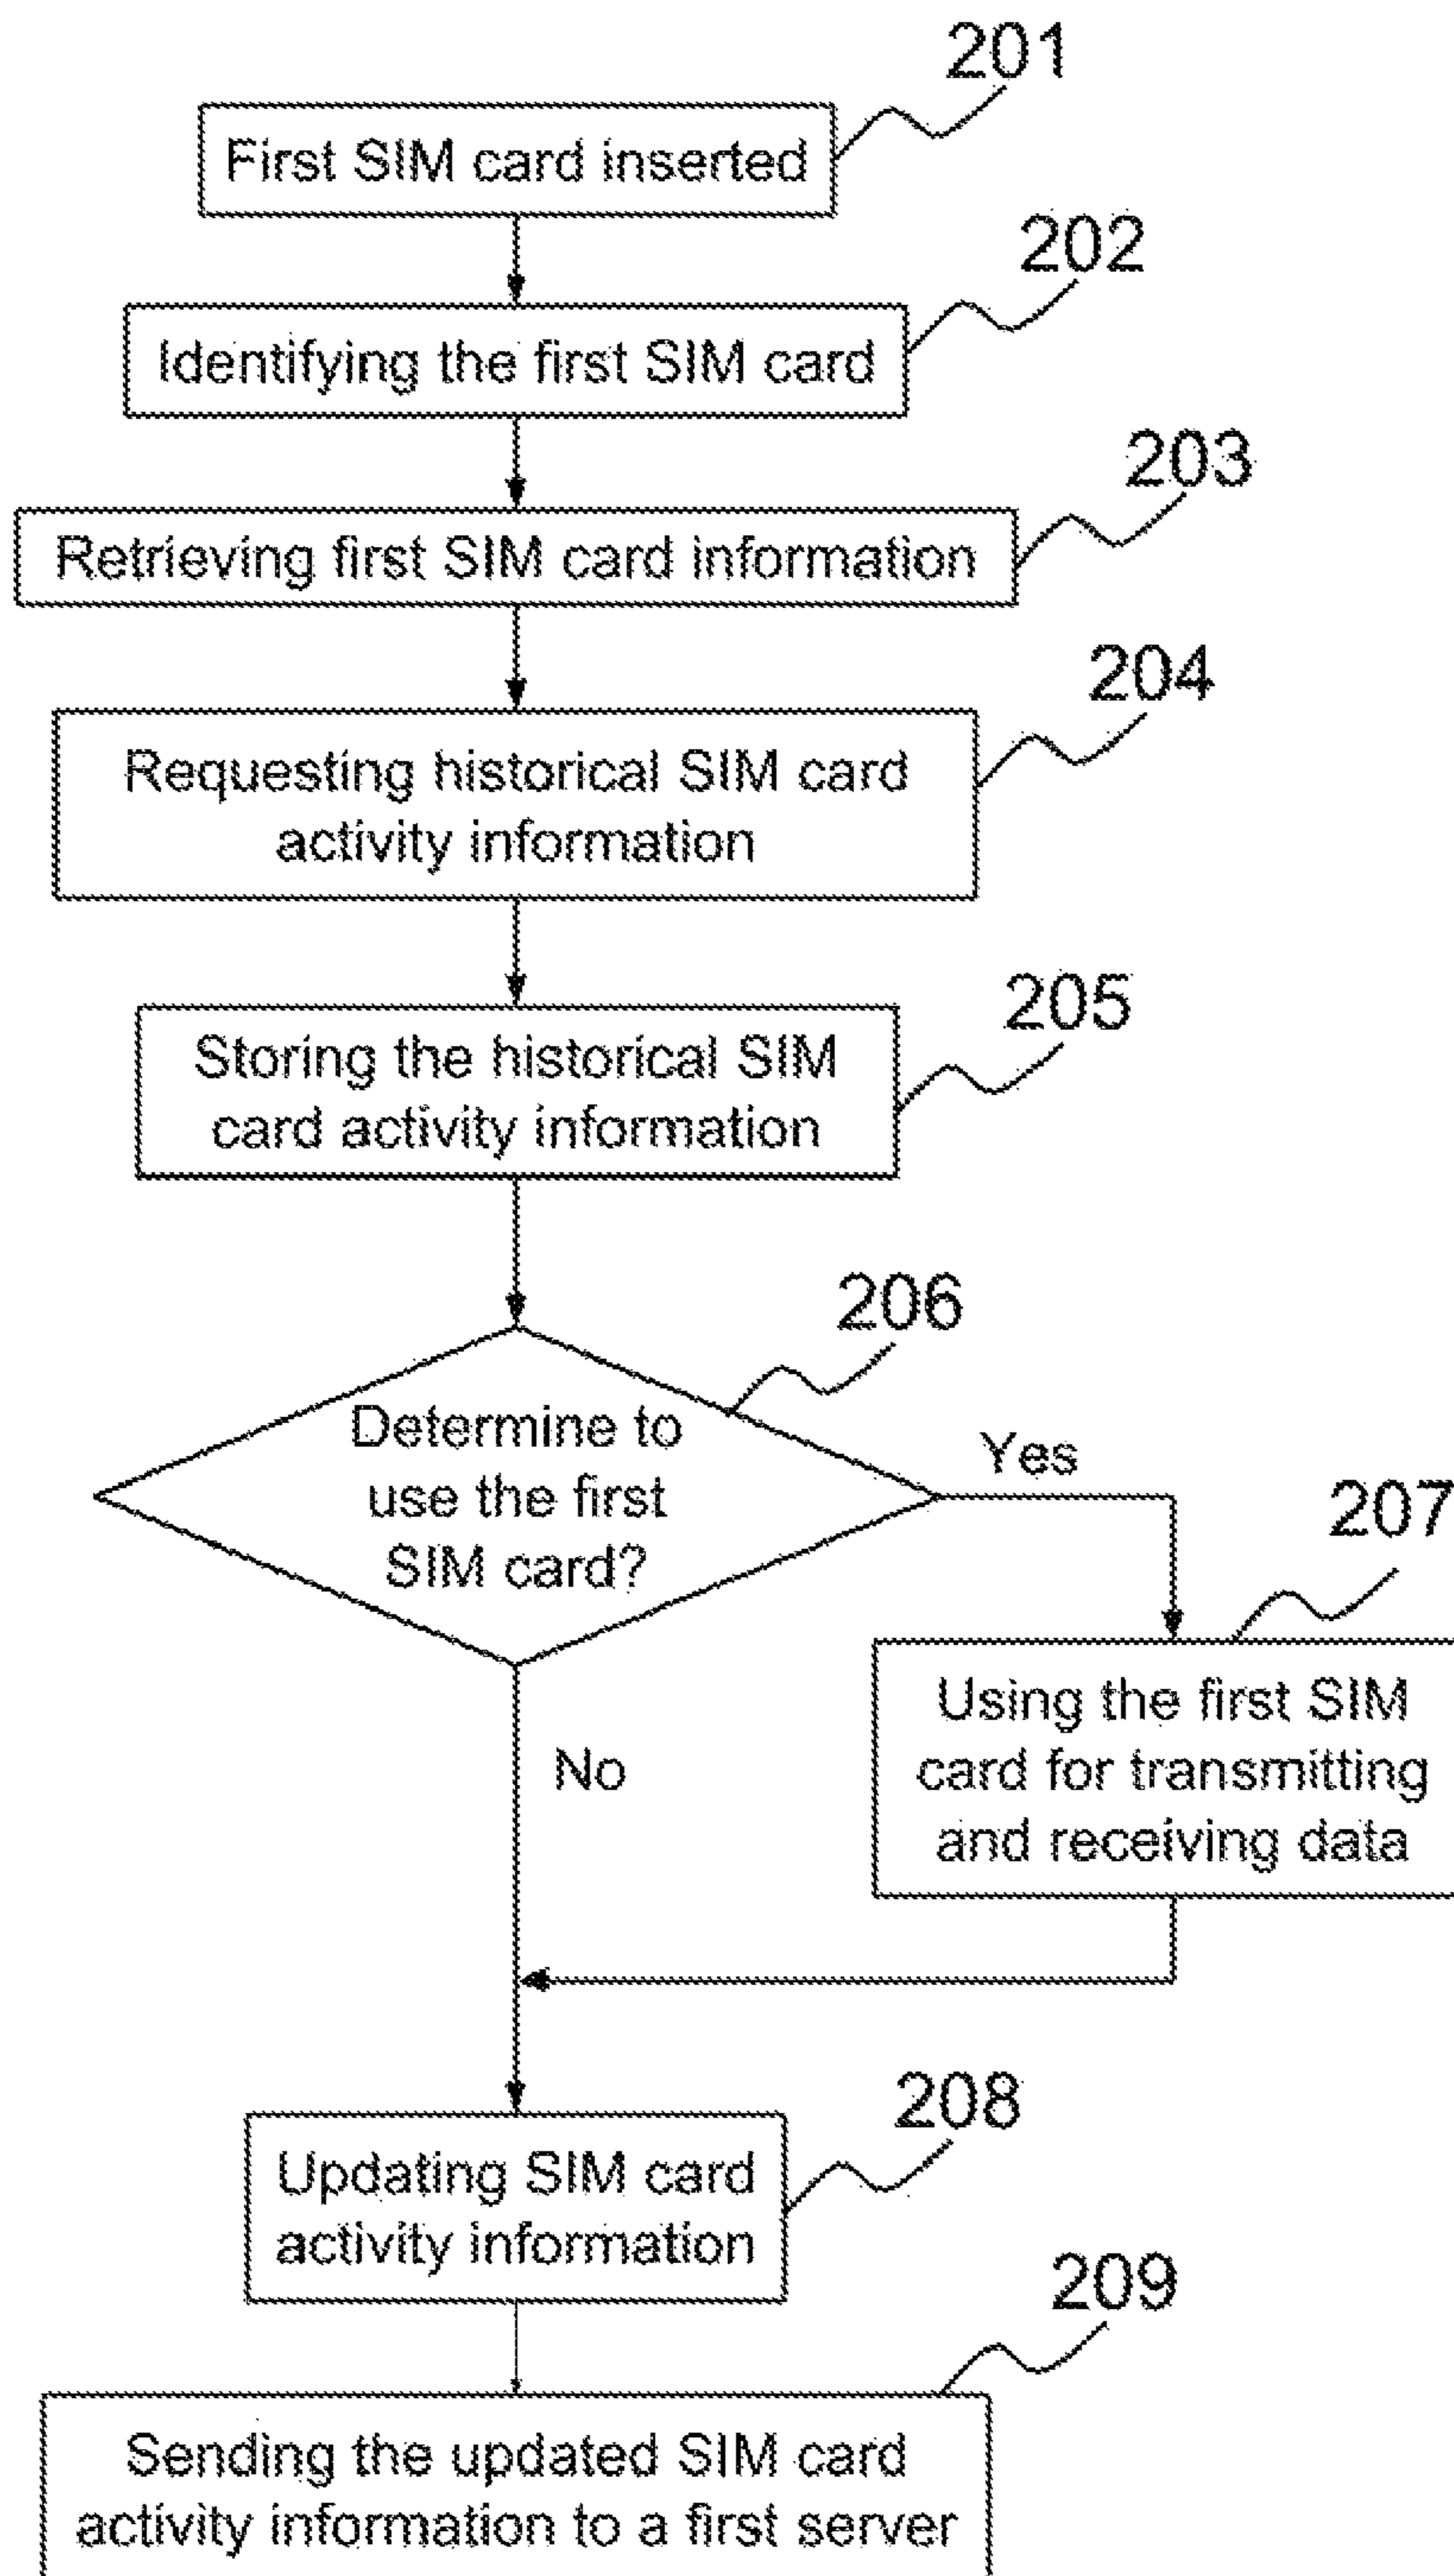 201
First SIM card inserted
202
Identifying the first SIM card
203
Retrieving first SIM card information
204
Requesting historical SIM card
activity information
205
Storing the historical SIM
card activity information
206
Determine to
use the first
SIM card?
Yes
207
Using the first SIM
card for transmitting
and receiving data
No
208
Updating SIM card
activity information
209
Sending the updated SIM card
activity information to a first server